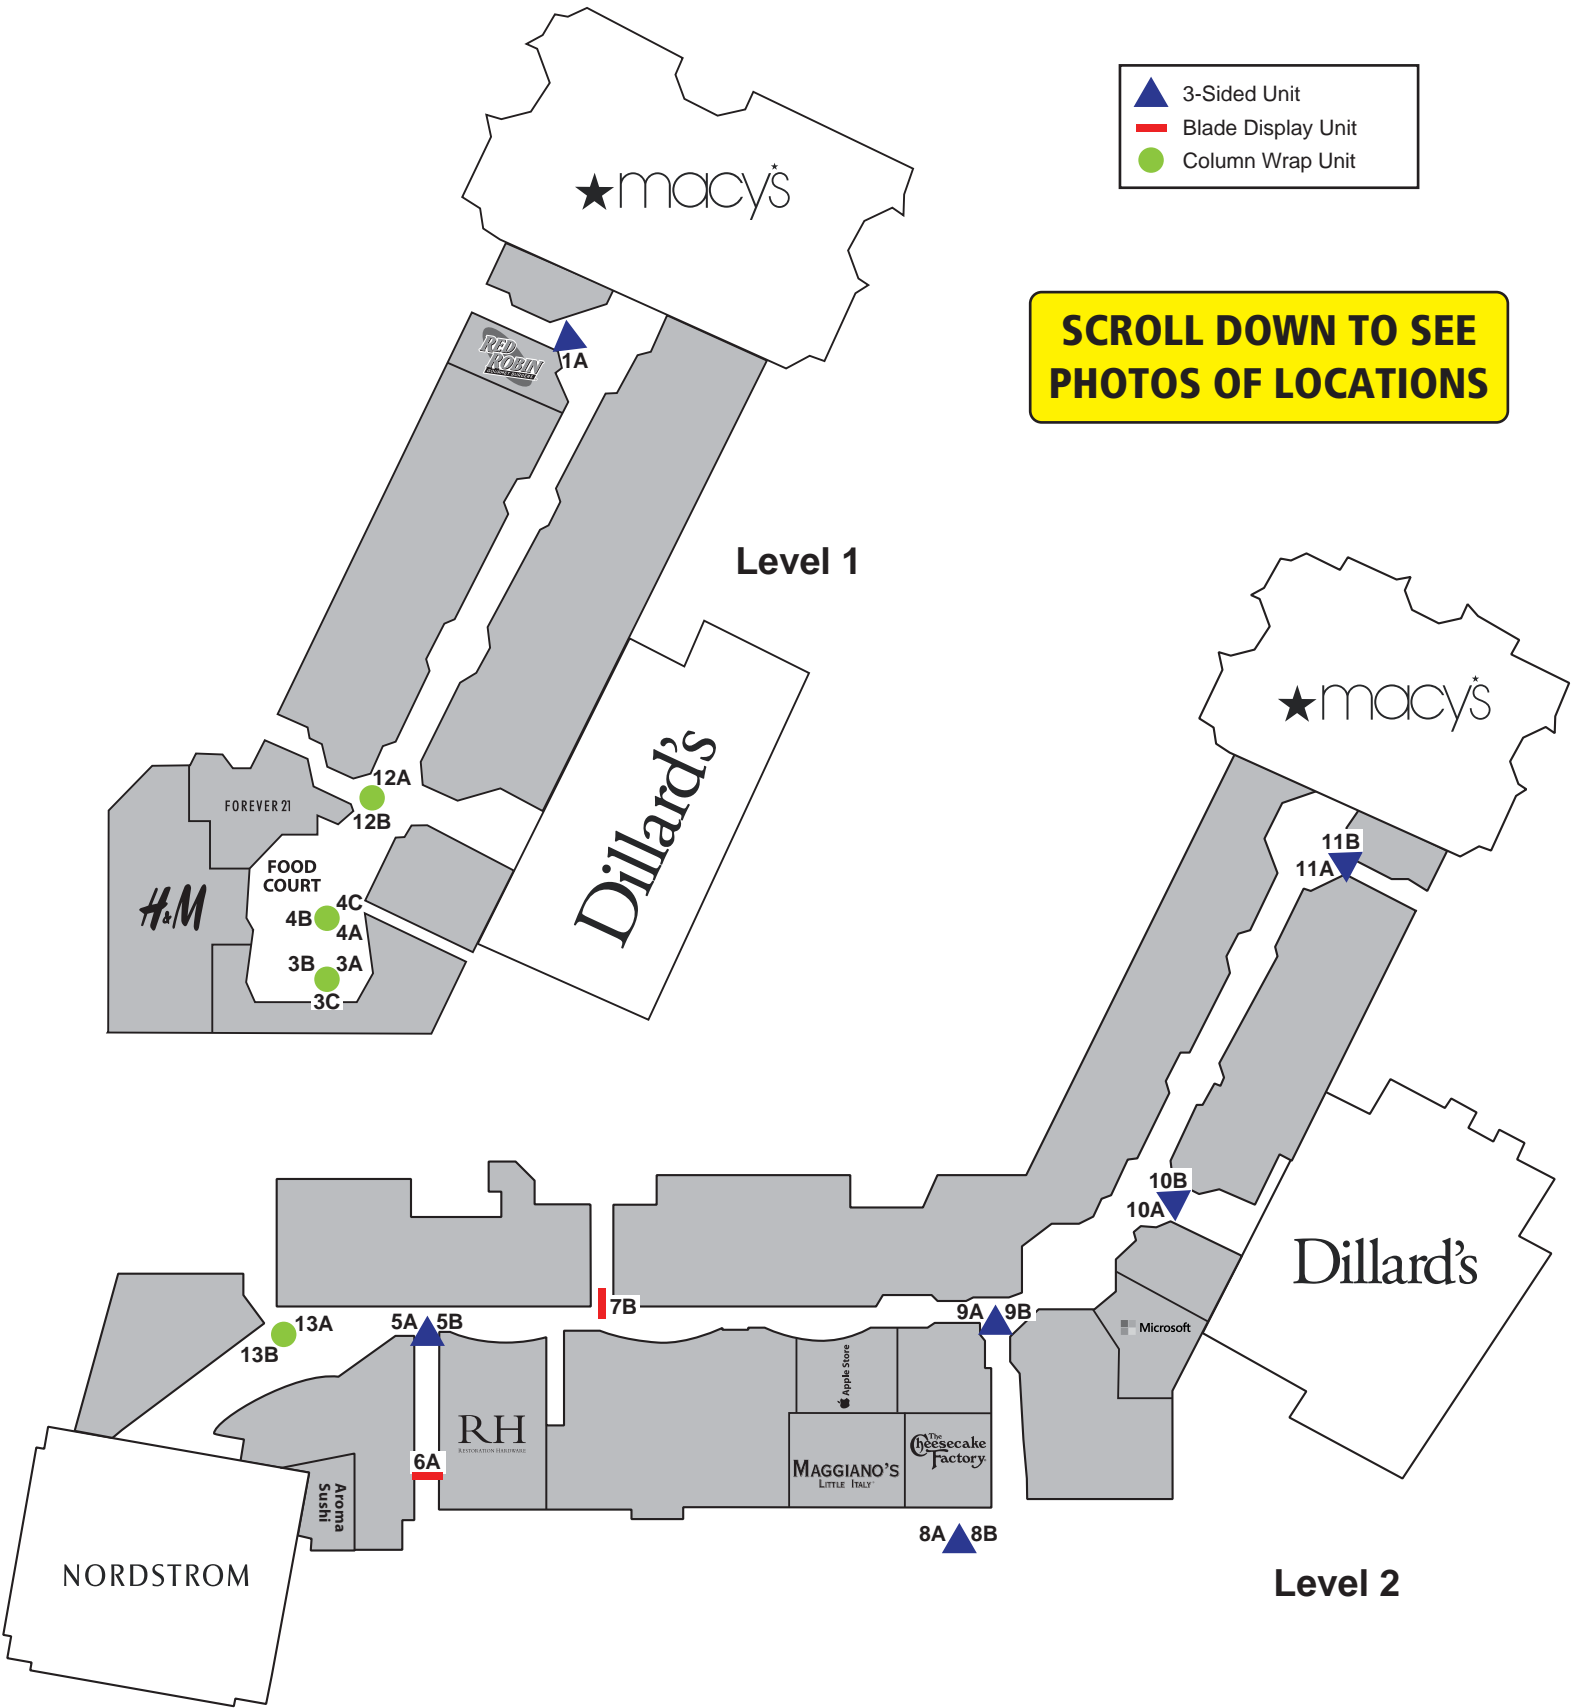 3-Sided Unit
Blade Display Unit
Column Wrap Unit
SCROLL DOWN TO SEE
PHOTOS OF LOCATIONS
★macy's
RED
ROBIN
1A
Level 1
Dillard's
12A
12B
FOREVER 21
FOOD
COURT
H&M
4C
4B
4A
3B 3A
3C
★macy's
11B
11A
10B
10A
Dillard's
Microsoft
9A 9B
7B
5A 5B
13A
13B
Apple Store
RH
RESTORATION HARDWARE
6A
The
Cheesecake
Factory
MAGGIANO'S
LITTLE ITALY
Aroma
Sushi
8A 8B
NORDSTROM
Level 2